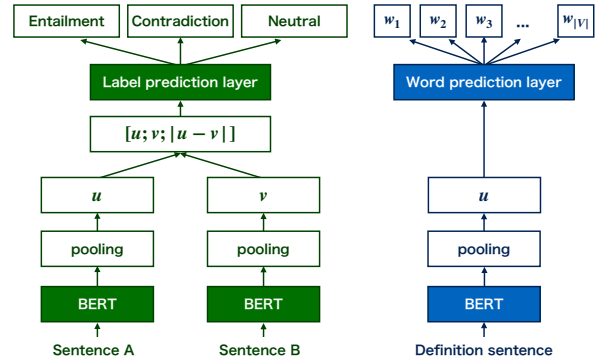 Entailment Contradiction Neutral
Label prediction layer
[u; v; |u − v|]
u v
pooling pooling
BERT BERT
Sentence A Sentence B
w₁ w₂ w₃ ... w|V|
Word prediction layer
u
pooling
BERT
Definition sentence